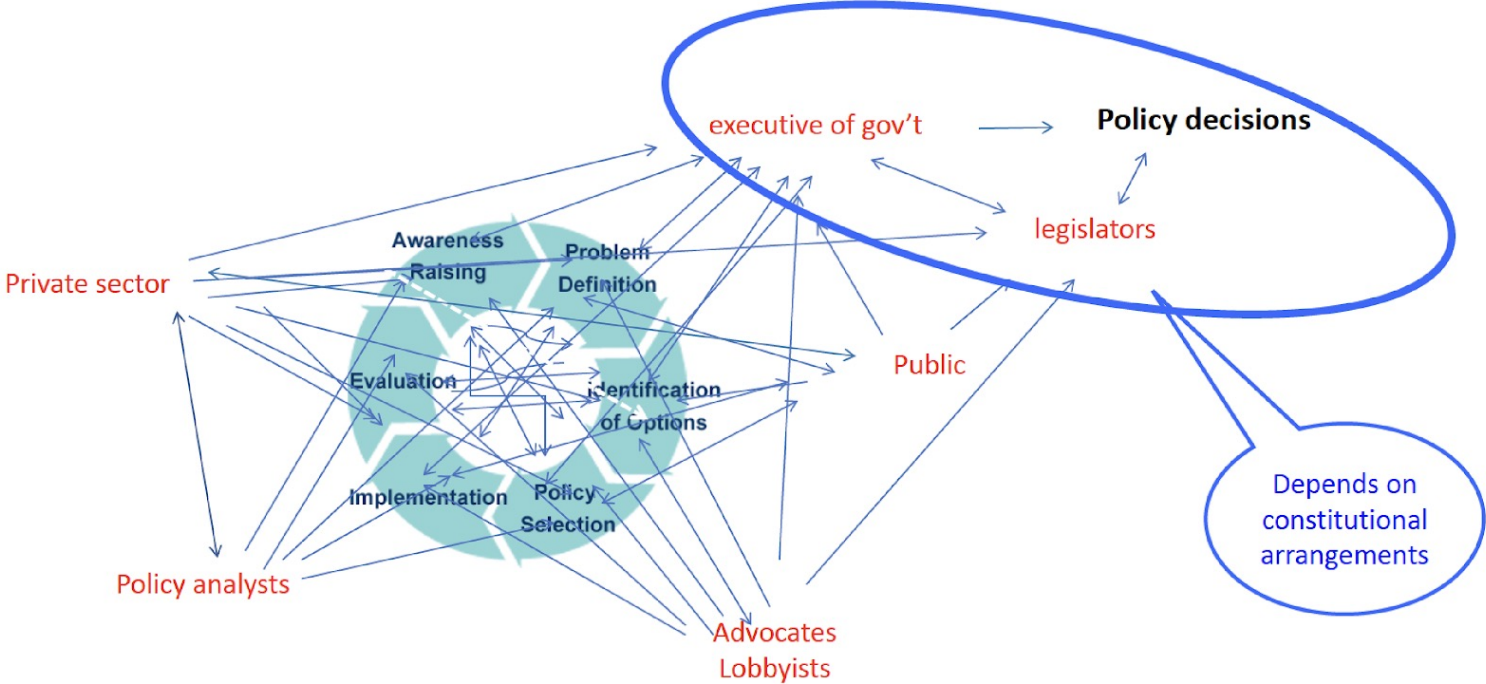 executive of gov't
Policy decisions
legislators
Awareness
Raising
Problem
Definition
Private sector
Public
Evaluation
identification
of Options
Implementation
Policy
Selection
Depends on
constitutional
arrangements
Policy analysts
Advocates
Lobbyists